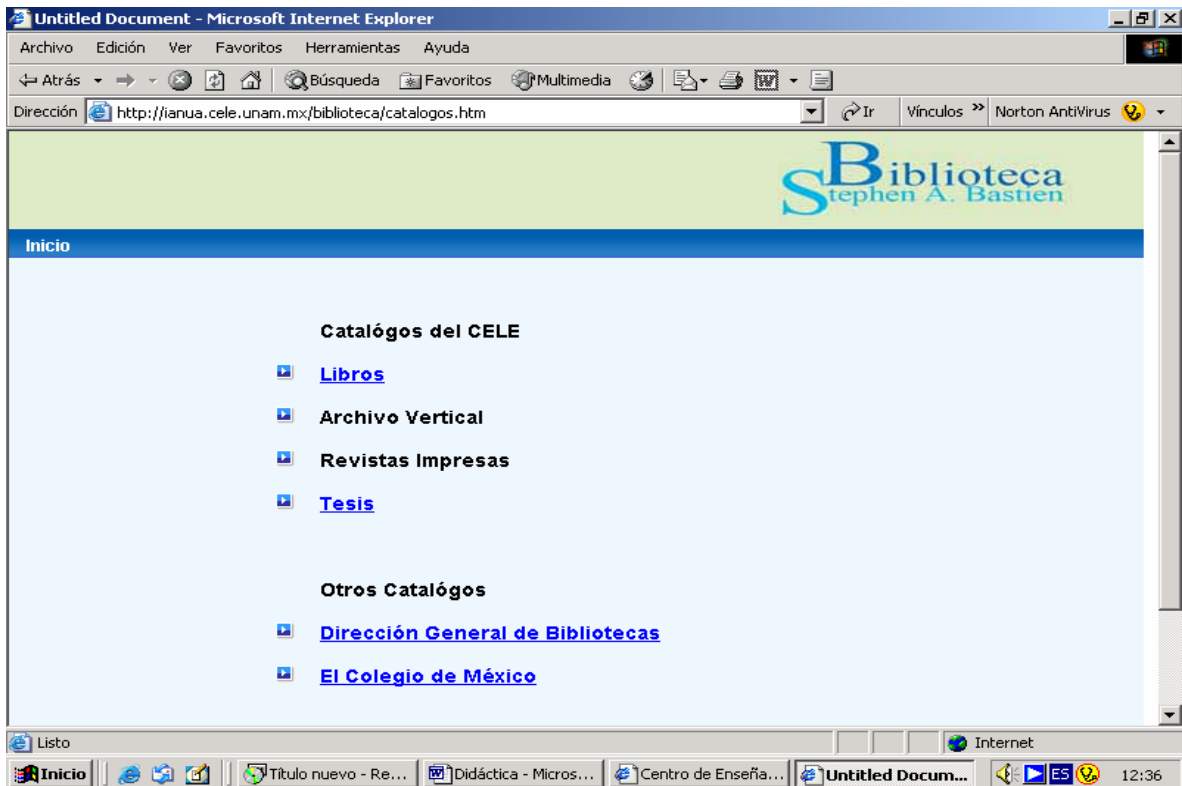 Untitled Document - Microsoft Internet Explorer
Archivo Edición Ver Favoritos Herramientas Ayuda
Atrás Búsqueda Favoritos Multimedia
Dirección http://ianua.cele.unam.mx/biblioteca/catalogos.htm Ir Vínculos » Norton AntiVirus
Biblioteca
Stephen A. Bastien
Inicio
Catalógos del CELE
Libros
Archivo Vertical
Revistas Impresas
Tesis
Otros Catalógos
Dirección General de Bibliotecas
El Colegio de México
Listo Internet
Inicio Título nuevo - Re... Didáctica - Micros... Centro de Enseña... Untitled Docum... ES 12:36